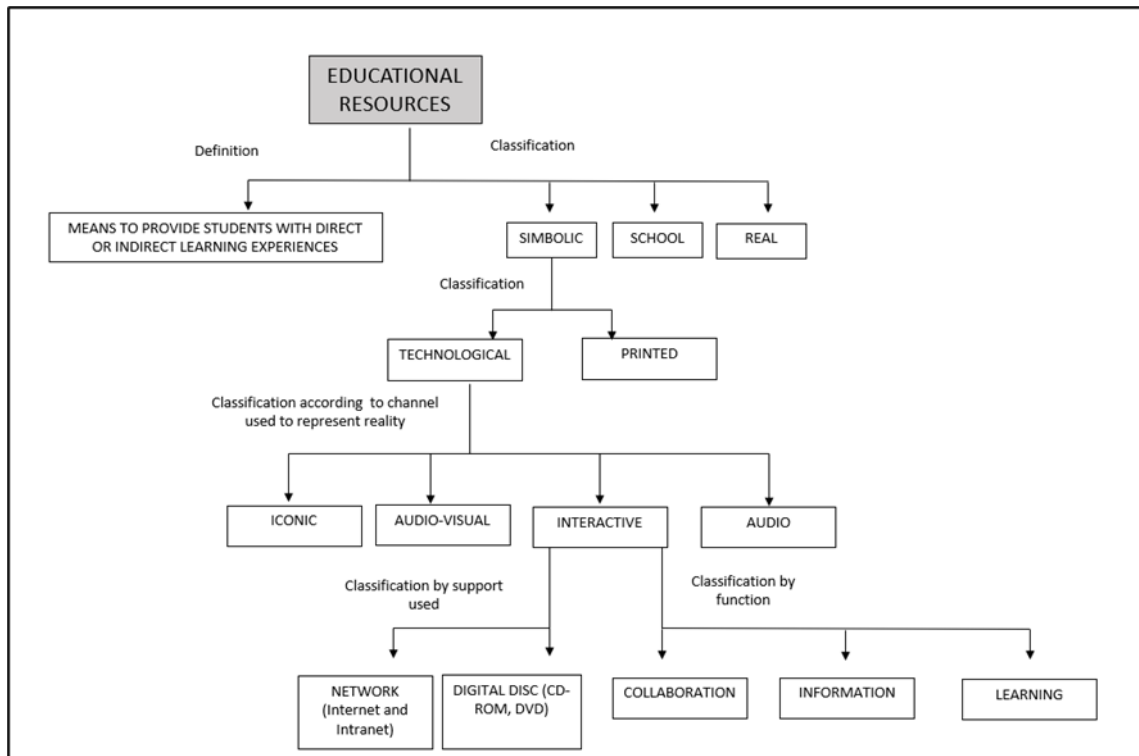 EDUCATIONAL
RESOURCES
Definition
Classification
MEANS TO PROVIDE STUDENTS WITH DIRECT
OR INDIRECT LEARNING EXPERIENCES
SIMBOLIC
SCHOOL
REAL
Classification
TECHNOLOGICAL
PRINTED
Classification according to channel
used to represent reality
ICONIC
AUDIO-VISUAL
INTERACTIVE
AUDIO
Classification by support
used
Classification by
function
NETWORK
(Internet and
Intranet)
DIGITAL DISC (CD-
ROM, DVD)
COLLABORATION
INFORMATION
LEARNING